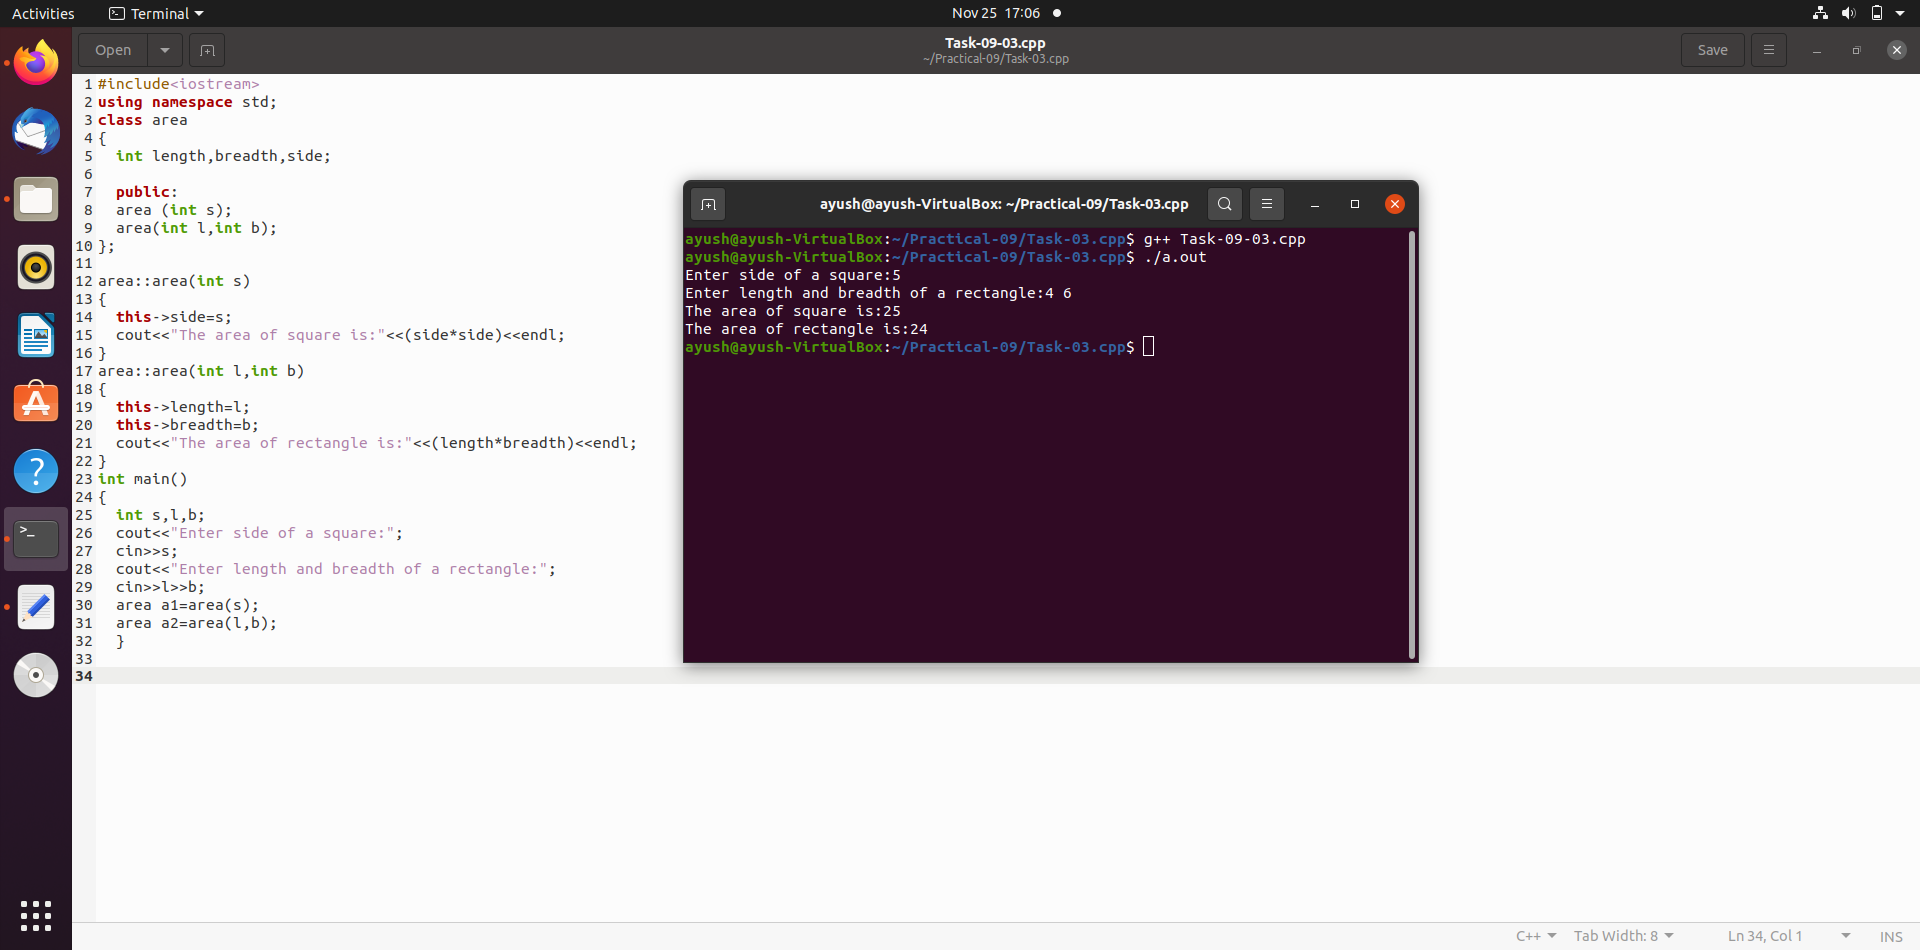 Activities Terminal Nov 25 17:06
Open Task-09-03.cpp Save
~/Practical-09/Task-03.cpp
1 #include<iostream>
2 using namespace std;
3 class area
4 {
5   int length,breadth,side;
6
7   public:
8   area (int s);
9   area(int l,int b);
10 };
11
12 area::area(int s)
13 {
14   this->side=s;
15   cout<<"The area of square is:"<<(side*side)<<endl;
16 }
17 area::area(int l,int b)
18 {
19   this->length=l;
20   this->breadth=b;
21   cout<<"The area of rectangle is:"<<(length*breadth)<<endl;
22 }
23 int main()
24 {
25   int s,l,b;
26   cout<<"Enter side of a square:";
27   cin>>s;
28   cout<<"Enter length and breadth of a rectangle:";
29   cin>>l>>b;
30   area a1=area(s);
31   area a2=area(l,b);
32   }
33
34
ayush@ayush-VirtualBox: ~/Practical-09/Task-03.cpp
ayush@ayush-VirtualBox:~/Practical-09/Task-03.cpp$ g++ Task-09-03.cpp
ayush@ayush-VirtualBox:~/Practical-09/Task-03.cpp$ ./a.out
Enter side of a square:5
Enter length and breadth of a rectangle:4 6
The area of square is:25
The area of rectangle is:24
ayush@ayush-VirtualBox:~/Practical-09/Task-03.cpp$
C++ Tab Width: 8 Ln 34, Col 1 INS